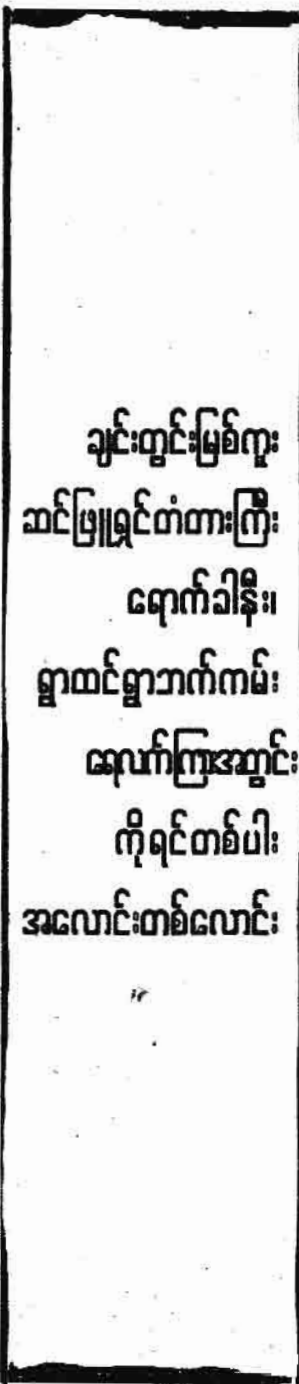 ချင်းတွင်းမြစ်ကူး
ဆင်ဖြူရှင်တံတားကြီး
ရောက်ခါနီး၊
ရွာထင်ရွာဘက်ကမ်း
ရေလက်ကြားအတွင်း
ကိုရင်တစ်ပါး
အလောင်းတစ်လောင်း